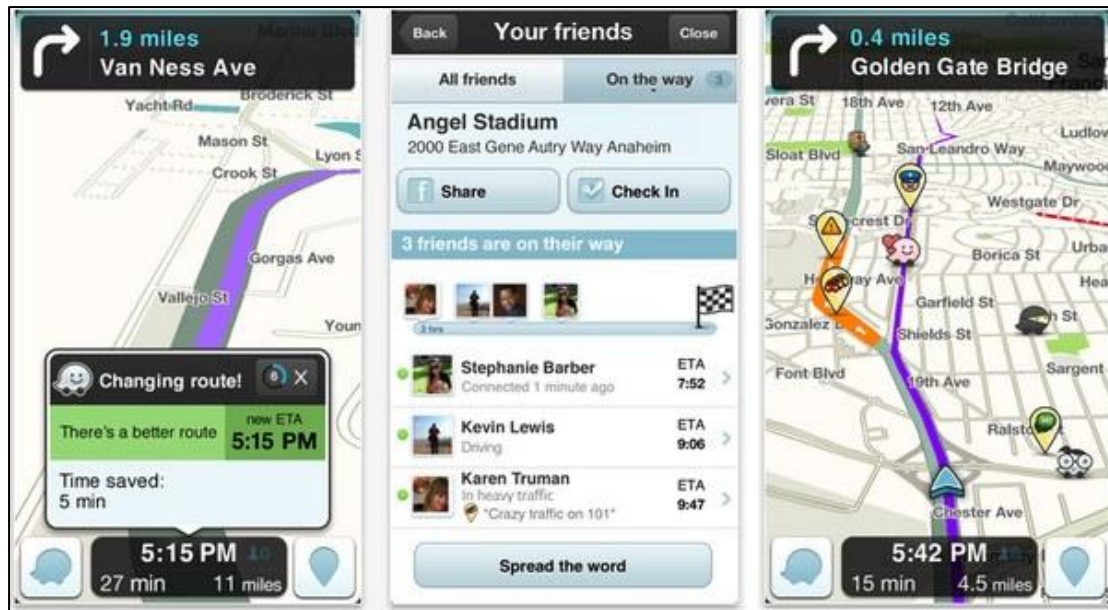 1.9 miles
Van Ness Ave
Yacht Rd
Broderick St
Mason St
Lyon
Crook St
Gorgas Ave
Vallejo St
Changing route!
6
X
There's a better route
new ETA
5:15 PM
Time saved:
5 min
5:15 PM
27 min
11 miles
Back
Your friends
Close
All friends
On the way
3
Angel Stadium
2000 East Gene Autry Way Anaheim
Share
Check In
3 friends are on their way
3 hrs
Stephanie Barber
Connected 1 minute ago
ETA
7:52
Kevin Lewis
Driving
ETA
9:06
Karen Truman
In heavy traffic
"Crazy traffic on 101"
ETA
9:47
Spread the word
0.4 miles
Golden Gate Bridge
18th Ave
12th Ave
Sloat Blvd
San Leandro Way
Westgate Dr
Borica St
Garfield St
Shields St
Font Blvd
19th Ave
Sargent
Chester Ave
5:42 PM
15 min
4.5 miles